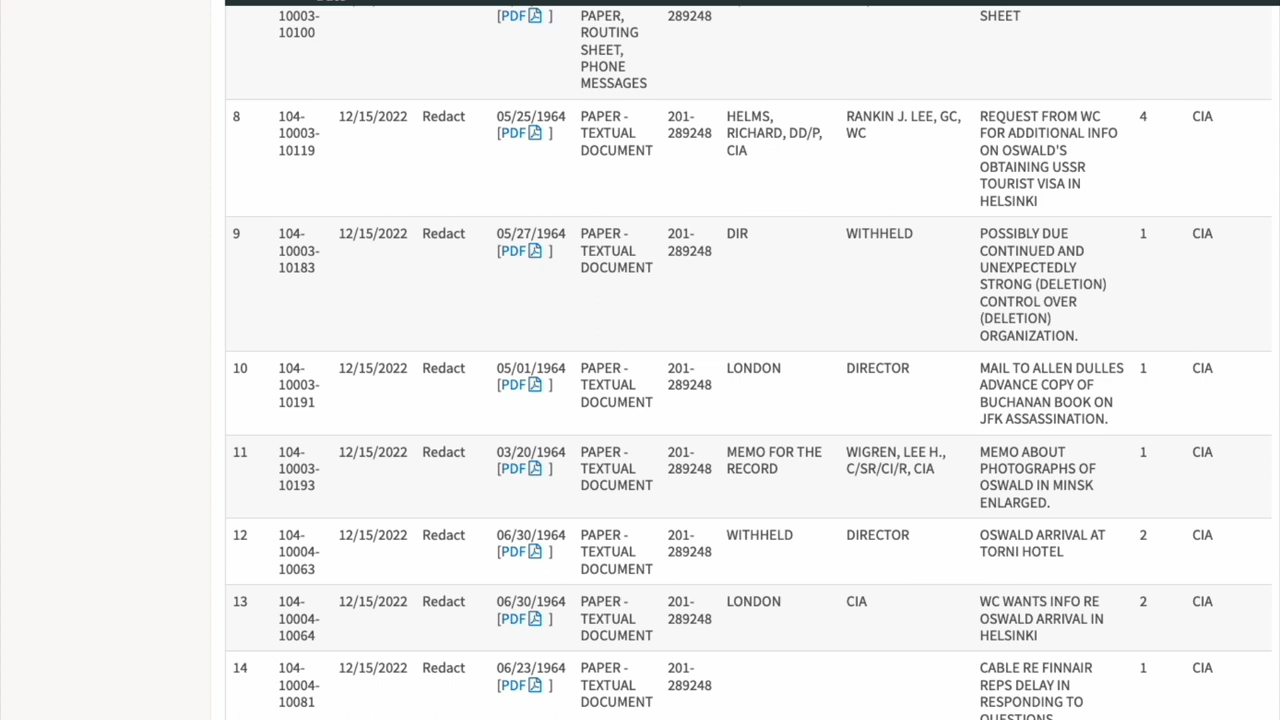 10003-
10100
[PDF ]
PAPER,
ROUTING
SHEET,
PHONE
MESSAGES
289248
SHEET
8
104-
10003-
10119
12/15/2022
Redact
05/25/1964
[PDF ]
PAPER -
TEXTUAL
DOCUMENT
201-
289248
HELMS,
RICHARD, DD/P,
CIA
RANKIN J. LEE, GC,
WC
REQUEST FROM WC
FOR ADDITIONAL INFO
ON OSWALD'S
OBTAINING USSR
TOURIST VISA IN
HELSINKI
4
CIA
9
104-
10003-
10183
12/15/2022
Redact
05/27/1964
[PDF ]
PAPER -
TEXTUAL
DOCUMENT
201-
289248
DIR
WITHHELD
POSSIBLY DUE
CONTINUED AND
UNEXPECTEDLY
STRONG (DELETION)
CONTROL OVER
(DELETION)
ORGANIZATION.
1
CIA
10
104-
10003-
10191
12/15/2022
Redact
05/01/1964
[PDF ]
PAPER -
TEXTUAL
DOCUMENT
201-
289248
LONDON
DIRECTOR
MAIL TO ALLEN DULLES
ADVANCE COPY OF
BUCHANAN BOOK ON
JFK ASSASSINATION.
1
CIA
11
104-
10003-
10193
12/15/2022
Redact
03/20/1964
[PDF ]
PAPER -
TEXTUAL
DOCUMENT
201-
289248
MEMO FOR THE
RECORD
WIGREN, LEE H.,
C/SR/CI/R, CIA
MEMO ABOUT
PHOTOGRAPHS OF
OSWALD IN MINSK
ENLARGED.
1
CIA
12
104-
10004-
10063
12/15/2022
Redact
06/30/1964
[PDF ]
PAPER -
TEXTUAL
DOCUMENT
201-
289248
WITHHELD
DIRECTOR
OSWALD ARRIVAL AT
TORNI HOTEL
2
CIA
13
104-
10004-
10064
12/15/2022
Redact
06/30/1964
[PDF ]
PAPER -
TEXTUAL
DOCUMENT
201-
289248
LONDON
CIA
WC WANTS INFO RE
OSWALD ARRIVAL IN
HELSINKI
2
CIA
14
104-
10004-
10081
12/15/2022
Redact
06/23/1964
[PDF ]
PAPER -
TEXTUAL
DOCUMENT
201-
289248
CABLE RE FINNAIR
REPS DELAY IN
RESPONDING TO
QUESTIONS
1
CIA